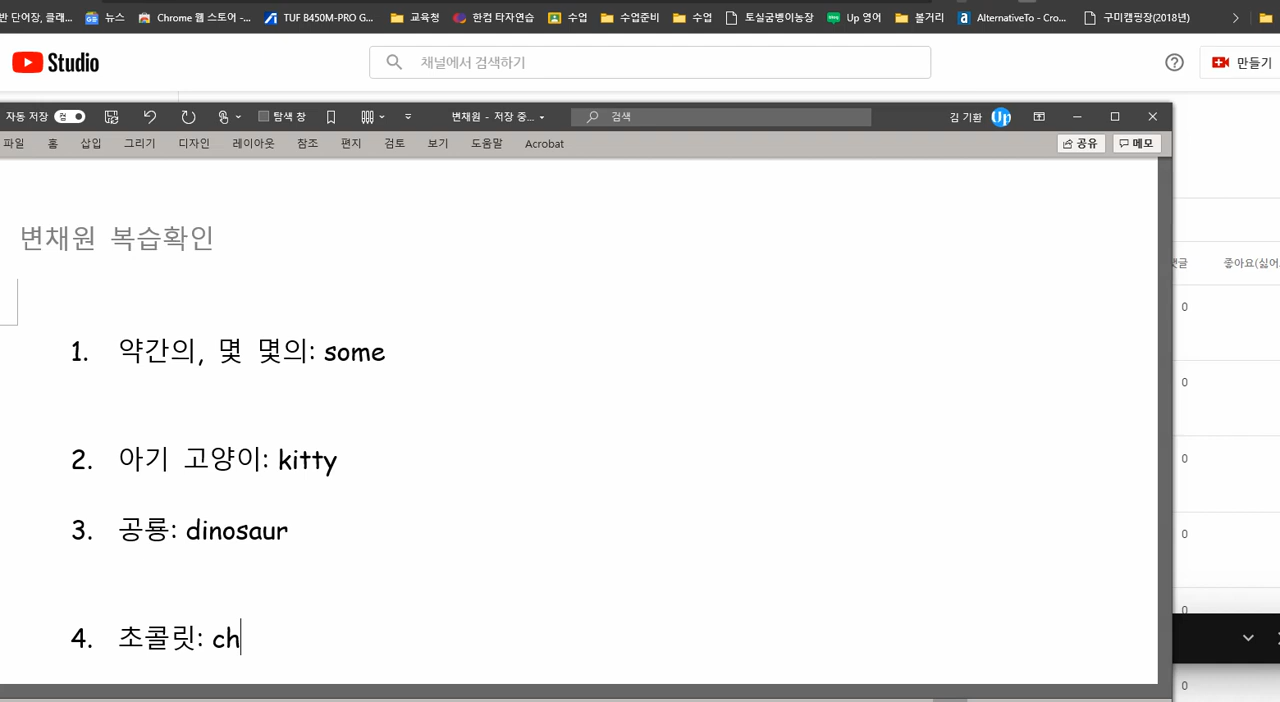 반 단어장, 클래... 뉴스 Chrome 웹 스토어 -... TUF B450M-PRO G... 교육청 한컴 타자연습 수업 수업준비 수업 토실굼벵이농장 Up 영어 볼거리 AlternativeTo - Cro... 구미캠핑장(2018년)
Studio 채널에서 검색하기 만들기
자동 저장 켬 탐색 창 변채원 - 저장 중... 검색 김 기환 Up
파일 홈 삽입 그리기 디자인 레이아웃 참조 편지 검토 보기 도움말 Acrobat 공유 메모
변채원 복습확인
댓글 좋아요(싫어
0
1. 약간의, 몇 몇의: some
0
2. 아기 고양이: kitty
0
3. 공룡: dinosaur
0
0
4. 초콜릿: ch
0